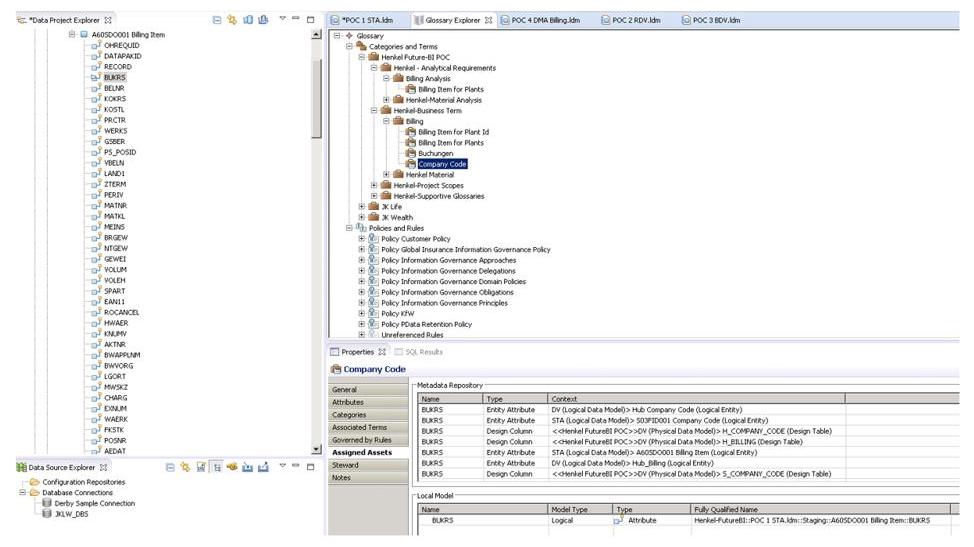 *Data Project Explorer
A60SDO001 Billing Item
OHREQUID
DATAPAKID
RECORD
BUKRS
BELNR
KOKRS
KOSTL
PRCTR
WERKS
GSBER
PS_POSID
VBELN
LAND1
ZTERM
PERIV
MATNR
MATKL
MEINS
BRGEW
NTGEW
GEWEI
VOLUM
VOLEH
SPART
EAN11
ROCANCEL
HWAER
KNUMV
AKTNR
BWAPPLNM
BWVORG
LGORT
MWSKZ
CHARG
EXNUM
WAERK
FKSTK
POSNR
AEDAT
Data Source Explorer
Configuration Repositories
Database Connections
Derby Sample Connection
JKLW_DBS
*POC 1 STA.ldm Glossary Explorer POC 4 DMA Billing.ldm POC 2 RDV.ldm POC 3 BDV.ldm
Glossary
Categories and Terms
Henkel Future-BI POC
Henkel - Analytical Requirements
Billing Analysis
Billing Item for Plants
Henkel-Material Analysis
Henkel-Business Term
Billing
Billing Item for Plant Id
Billing Item for Plants
Buchungen
Company Code
Henkel Material
Henkel-Project Scopes
Henkel-Supportive Glossaries
JK Life
JK Wealth
Policies and Rules
Policy Customer Policy
Policy Global Insurance Information Governance Policy
Policy Information Governance Approaches
Policy Information Governance Delegations
Policy Information Governance Domain Policies
Policy Information Governance Obligations
Policy Information Governance Principles
Policy KfW
Policy PData Retention Policy
Unreferenced Rules
Properties SQL Results
Company Code
General
Attributes
Categories
Associated Terms
Governed by Rules
Assigned Assets
Steward
Notes
Metadata Repository
Name Type Context
BUKRS Entity Attribute DV (Logical Data Model)> Hub Company Code (Logical Entity)
BUKRS Entity Attribute STA (Logical Data Model)> S03FID001 Company Code (Logical Entity)
BUKRS Design Column <<Henkel FutureBI POC>>DV (Physical Data Model)> H_COMPANY_CODE (Design Table)
BUKRS Design Column <<Henkel FutureBI POC>>DV (Physical Data Model)> H_BILLING (Design Table)
BUKRS Entity Attribute STA (Logical Data Model)> A60SDO001 Billing Item (Logical Entity)
BUKRS Entity Attribute DV (Logical Data Model)> Hub_Billing (Logical Entity)
BUKRS Design Column <<Henkel FutureBI POC>>DV (Physical Data Model)> S_COMPANY_CODE (Design Table)
Local Model
Name Model Type Type Fully Qualified Name
BUKRS Logical Attribute Henkel-FutureBI::POC 1 STA.ldm::Staging::A60SDO001 Billing Item::BUKRS